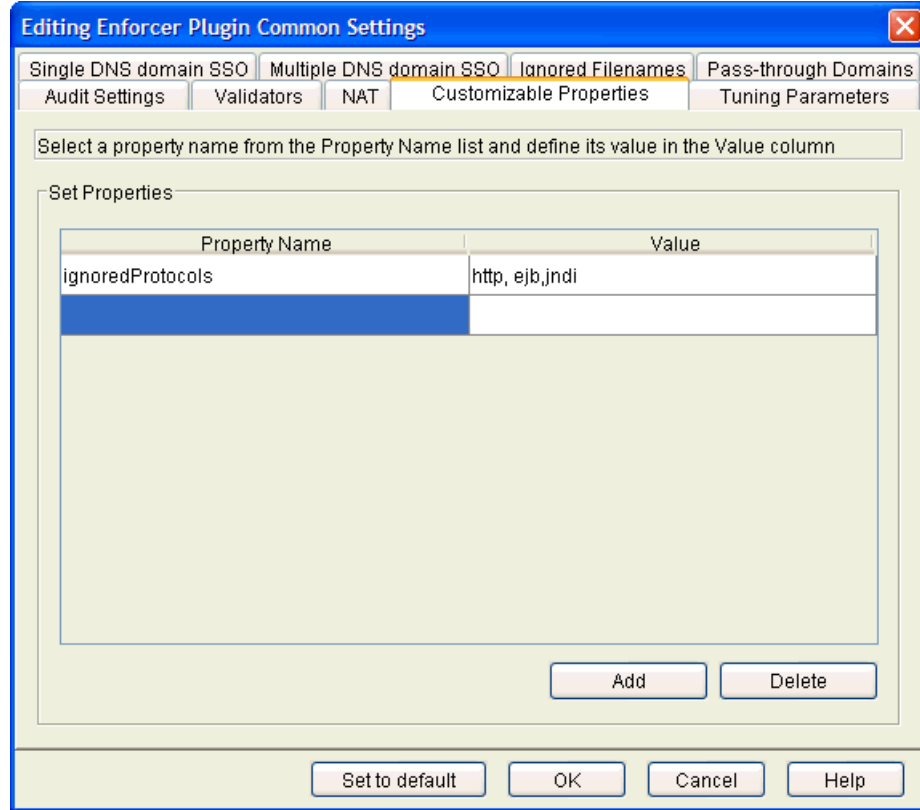 Editing Enforcer Plugin Common Settings
Single DNS domain SSO Multiple DNS domain SSO Ignored Filenames Pass-through Domains
Audit Settings Validators NAT Customizable Properties Tuning Parameters
Select a property name from the Property Name list and define its value in the Value column
Set Properties
Property Name Value
ignoredProtocols http, ejb,jndi
Add Delete
Set to default OK Cancel Help